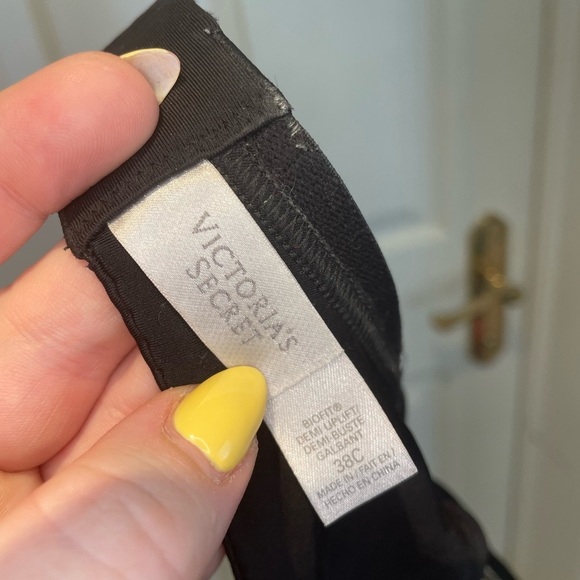 VICTORIA'S
SECRET
BIOFIT®
DEMI UPLIFT/
DEMI-BUSTE
GALBANT
38C
MADE IN / FAIT EN /
HECHO EN CHINA